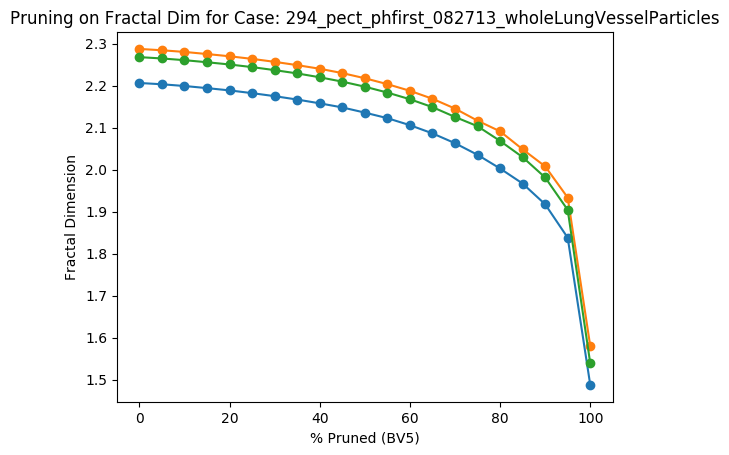 Pruning on Fractal Dim for Case: 294_pect_phfirst_082713_wholeLungVesselParticles
2.3
2.2
2.1
2.0
1.9
1.8
1.7
1.6
1.5
Fractal Dimension
0 20 40 60 80 100
% Pruned (BV5)